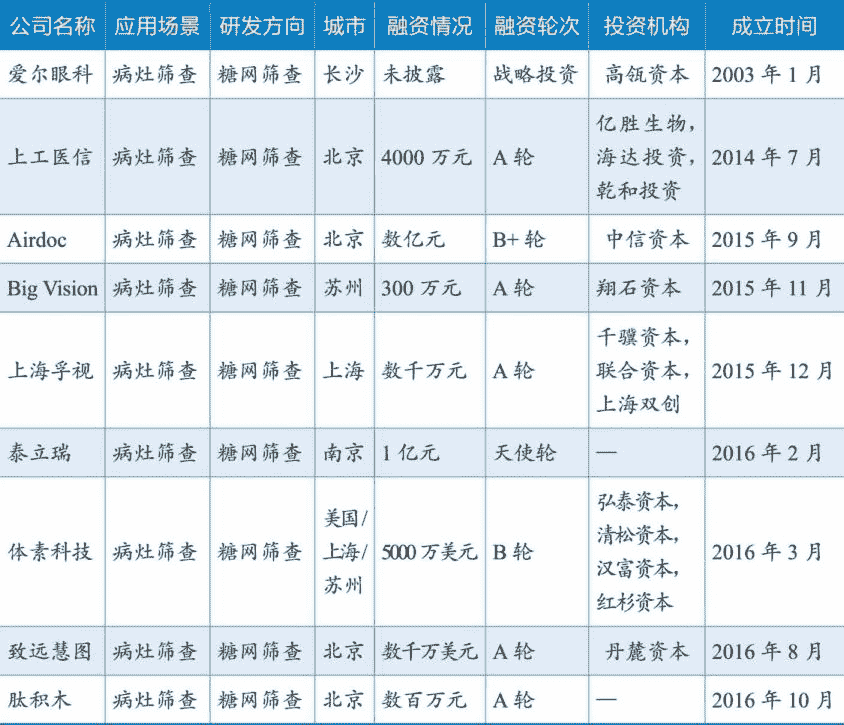 公司名称 应用场景 研发方向 城市 融资情况 融资轮次 投资机构 成立时间
爱尔眼科 病灶筛查 糖网筛查 长沙 未披露 战略投资 高瓴资本 2003 年 1 月
上工医信 病灶筛查 糖网筛查 北京 4000 万元 A 轮 亿胜生物，
海达投资，
乾和投资 2014 年 7 月
Airdoc 病灶筛查 糖网筛查 北京 数亿元 B+ 轮 中信资本 2015 年 9 月
Big Vision 病灶筛查 糖网筛查 苏州 300 万元 A 轮 翔石资本 2015 年 11 月
上海孚视 病灶筛查 糖网筛查 上海 数千万元 A 轮 千骥资本，
联合资本，
上海双创 2015 年 12 月
泰立瑞 病灶筛查 糖网筛查 南京 1 亿元 天使轮 — 2016 年 2 月
体素科技 病灶筛查 糖网筛查 美国/
上海/
苏州 5000 万美元 B 轮 弘泰资本，
清松资本，
汉富资本，
红杉资本 2016 年 3 月
致远慧图 病灶筛查 糖网筛查 北京 数千万美元 A 轮 丹麓资本 2016 年 8 月
肽积木 病灶筛查 糖网筛查 北京 数百万元 A 轮 — 2016 年 10 月